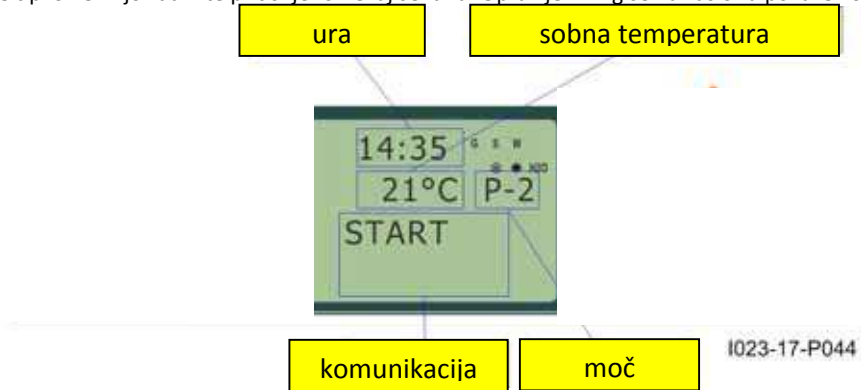 ura
sobna temperatura
14:35
G S M
21°C P-2
START
komunikacija
moč
I023-17-P044